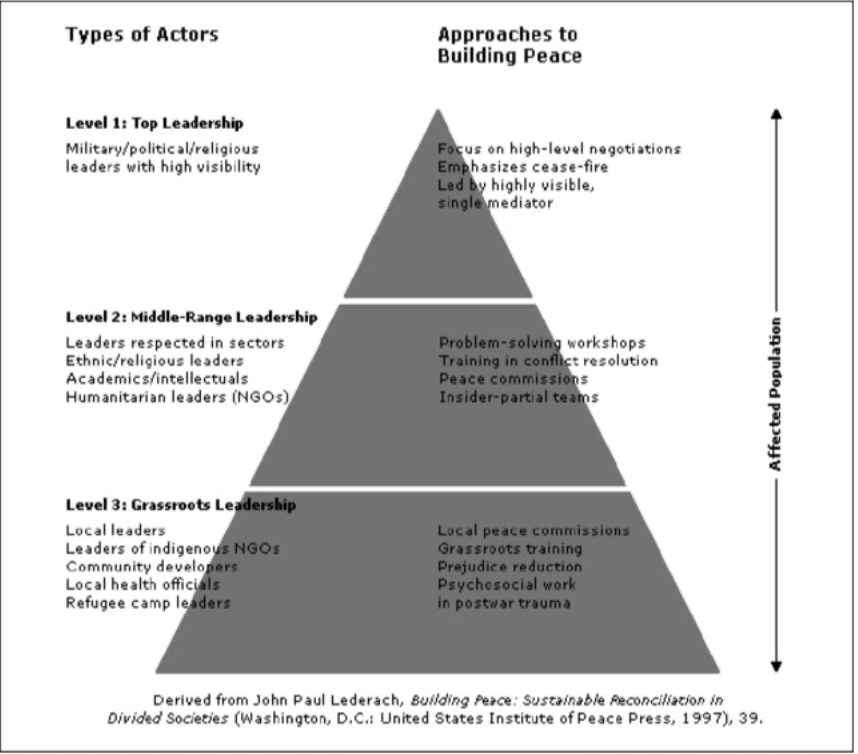 Types of Actors
Approaches to
Building Peace
Level 1: Top Leadership
Military/political/religious
leaders with high visibility
Focus on high-level negotiations
Emphasizes cease-fire
Led by highly visible,
single mediator
Level 2: Middle-Range Leadership
Leaders respected in sectors
Ethnic/religious leaders
Academics/intellectuals
Humanitarian leaders (NGOs)
Problem-solving workshops
Training in conflict resolution
Peace commissions
Insider-partial teams
Level 3: Grassroots Leadership
Local leaders
Leaders of indigenous NGOs
Community developers
Local health officials
Refugee camp leaders
Local peace commissions
Grassroots training
Prejudice reduction
Psychosocial work
in postwar trauma
Affected Population
Derived from John Paul Lederach, Building Peace: Sustainable Reconciliation in
Divided Societies (Washington, D.C.: United States Institute of Peace Press, 1997), 39.